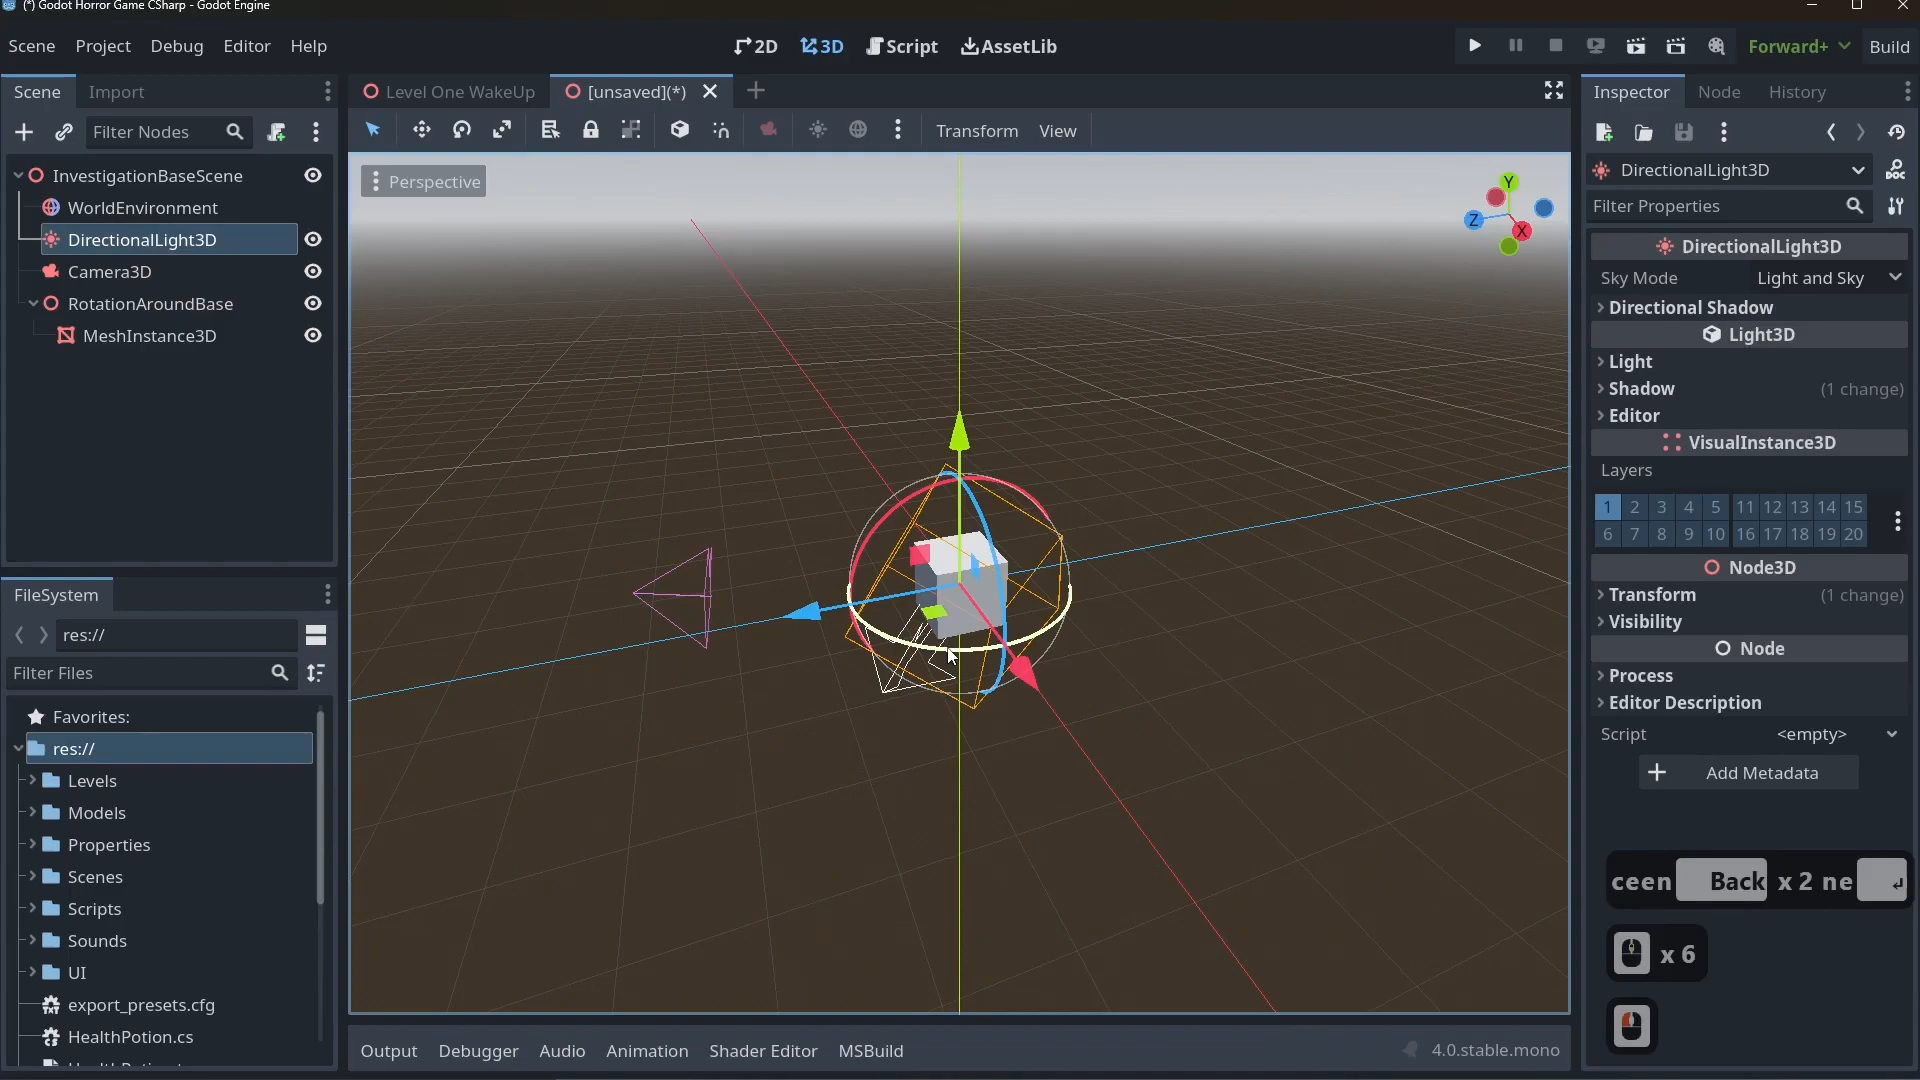 (*) Godot Horror Game CSharp - Godot Engine
Scene Project Debug Editor Help
2D 3D Script AssetLib
Forward+ Build
Scene Import
Filter Nodes
InvestigationBaseScene
WorldEnvironment
DirectionalLight3D
Camera3D
RotationAroundBase
MeshInstance3D
FileSystem
res://
Filter Files
Favorites:
res://
Levels
Models
Properties
Scenes
Scripts
Sounds
UI
export_presets.cfg
HealthPotion.cs
Level One WakeUp [unsaved](*)
Transform View
Perspective
Y
Z
X
Output Debugger Audio Animation Shader Editor MSBuild
4.0.stable.mono
Inspector Node History
DirectionalLight3D
DOC
Filter Properties
DirectionalLight3D
Sky Mode Light and Sky
Directional Shadow
Light3D
Light
Shadow (1 change)
Editor
VisualInstance3D
Layers
1 2 3 4 5 11 12 13 14 15
6 7 8 9 10 16 17 18 19 20
Node3D
Transform (1 change)
Visibility
Node
Process
Editor Description
Script <empty>
Add Metadata
ceen Back x 2 ne
x 6